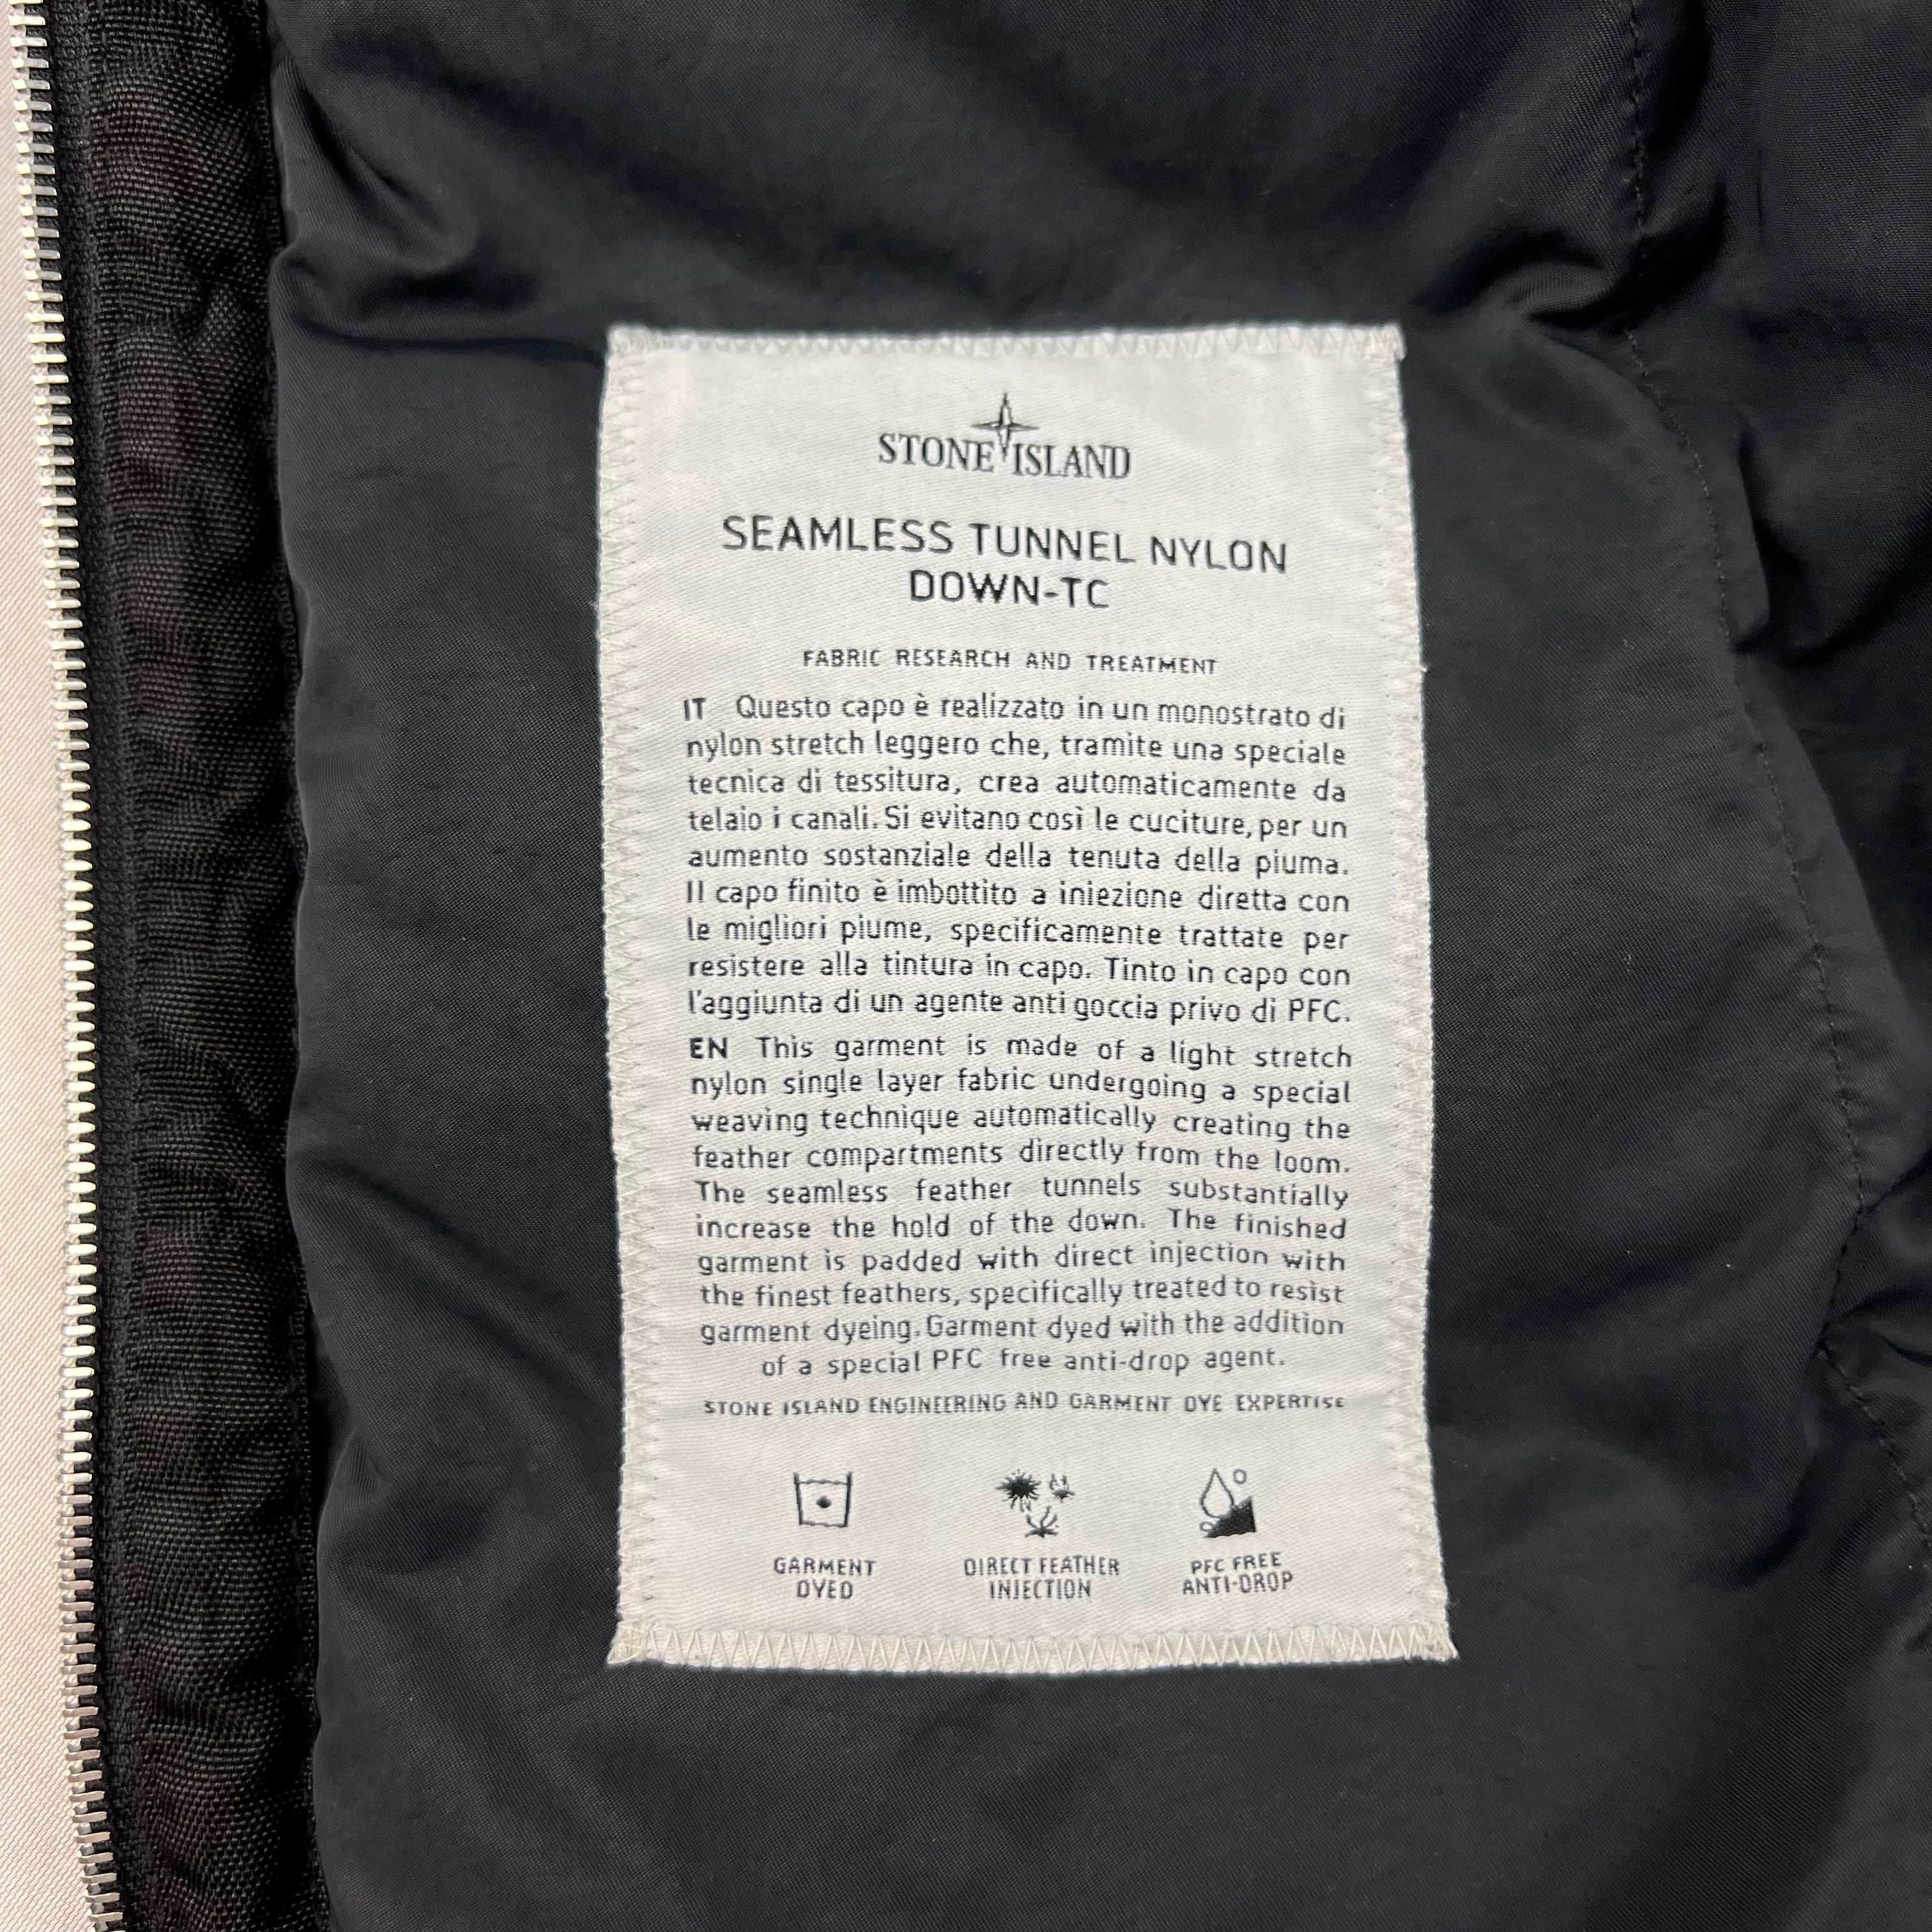 STONE ISLAND
SEAMLESS TUNNEL NYLON
DOWN-TC
FABRIC RESEARCH AND TREATMENT
IT Questo capo è realizzato in un monostrato di
nylon stretch leggero che, tramite una speciale
tecnica di tessitura, crea automaticamente da
telaio i canali. Si evitano così le cuciture, per un
aumento sostanziale della tenuta della piuma.
Il capo finito è imbottito a iniezione diretta con
le migliori piume, specificamente trattate per
resistere alla tintura in capo. Tinto in capo con
l'aggiunta di un agente anti goccia privo di PFC.
EN This garment is made of a light stretch
nylon single layer fabric undergoing a special
weaving technique automatically creating the
feather compartments directly from the loom.
The seamless feather tunnels substantially
increase the hold of the down. The finished
garment is padded with direct injection with
the finest feathers, specifically treated to resist
garment dyeing. Garment dyed with the addition
of a special PFC free anti-drop agent.
STONE ISLAND ENGINEERING AND GARMENT DYE EXPERTISE
GARMENT
DYED
DIRECT FEATHER
INJECTION
PFC FREE
ANTI-DROP